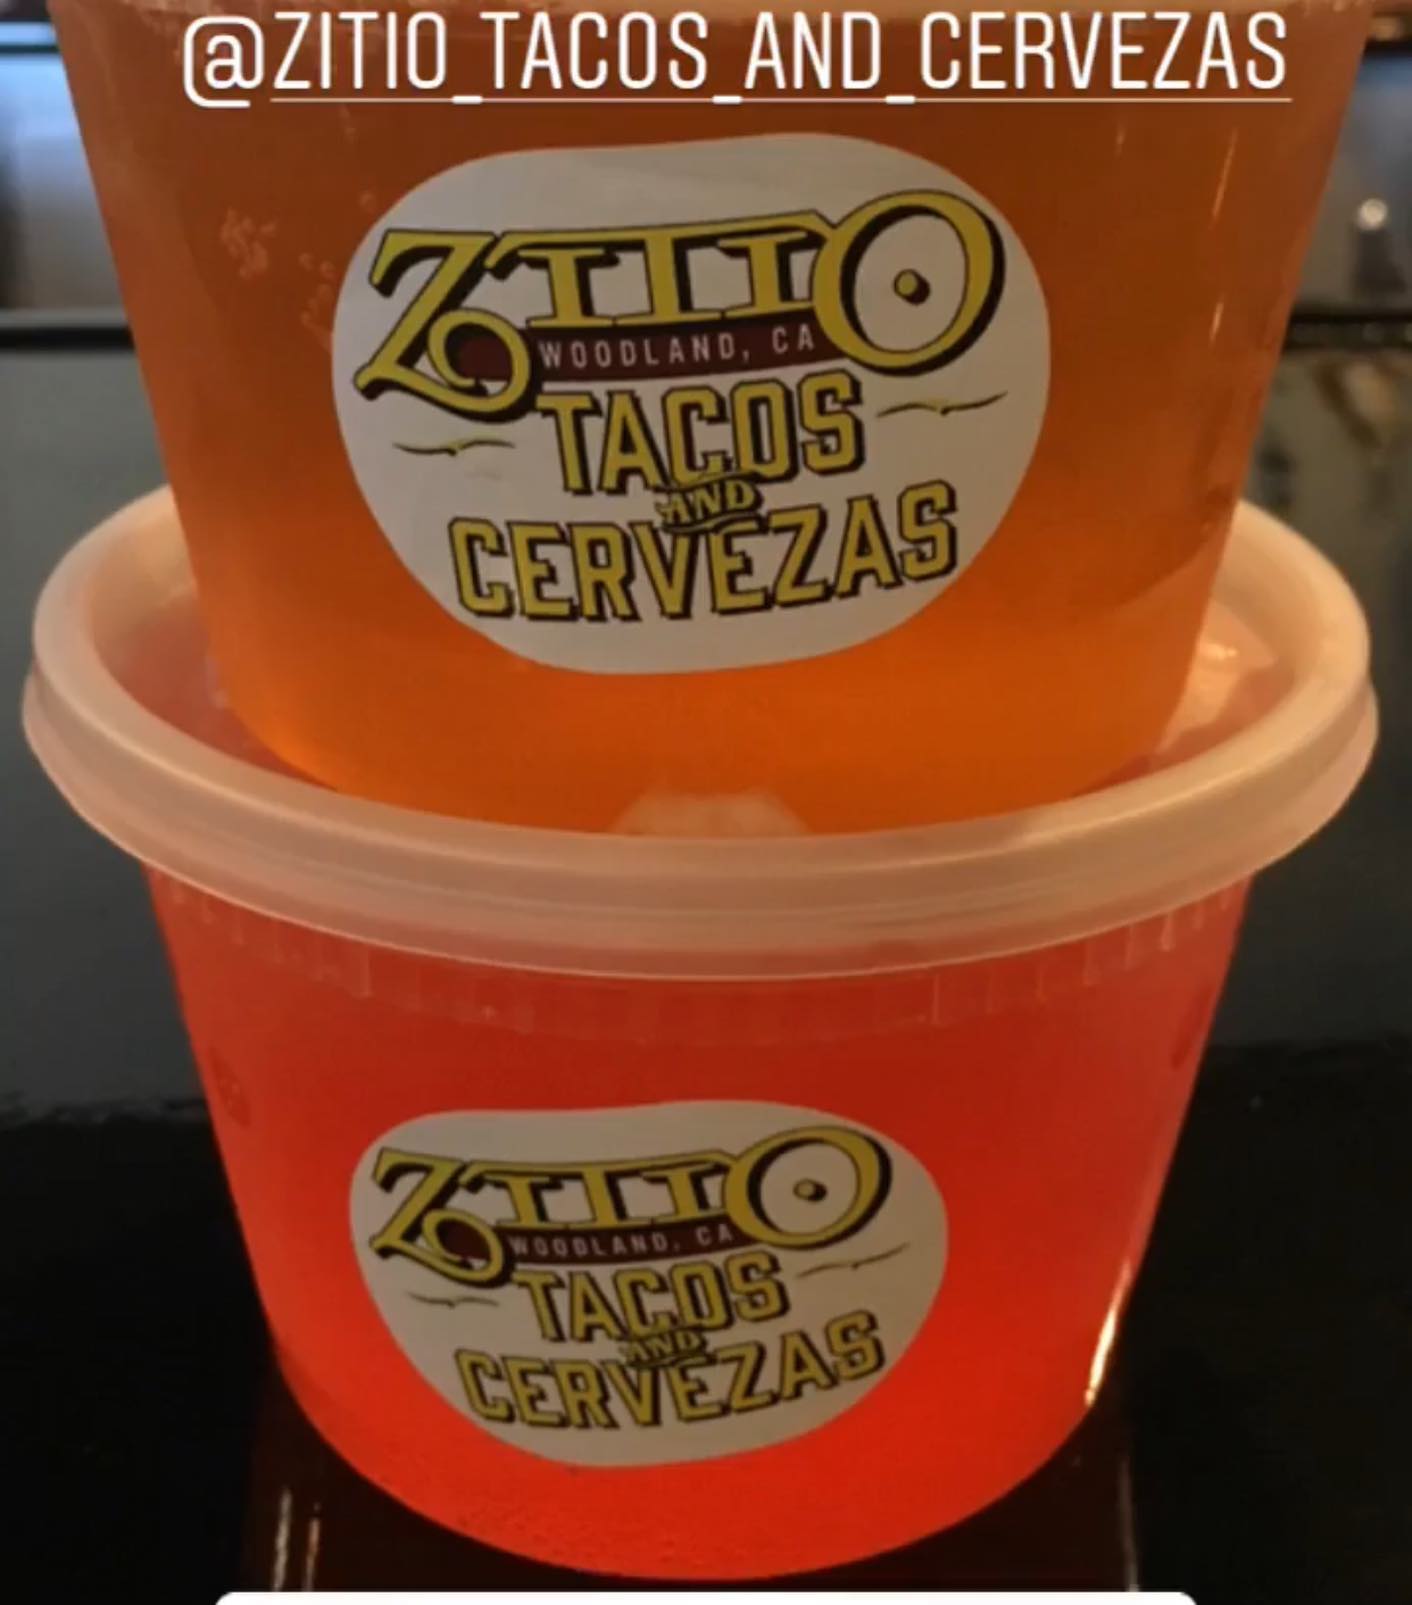 @ZITIO_TACOS_AND_CERVEZAS
ZITIO
WOODLAND, CA
TACOS
AND
CERVEZAS
ZITIO
WOODLAND, CA
TACOS
AND
CERVEZAS